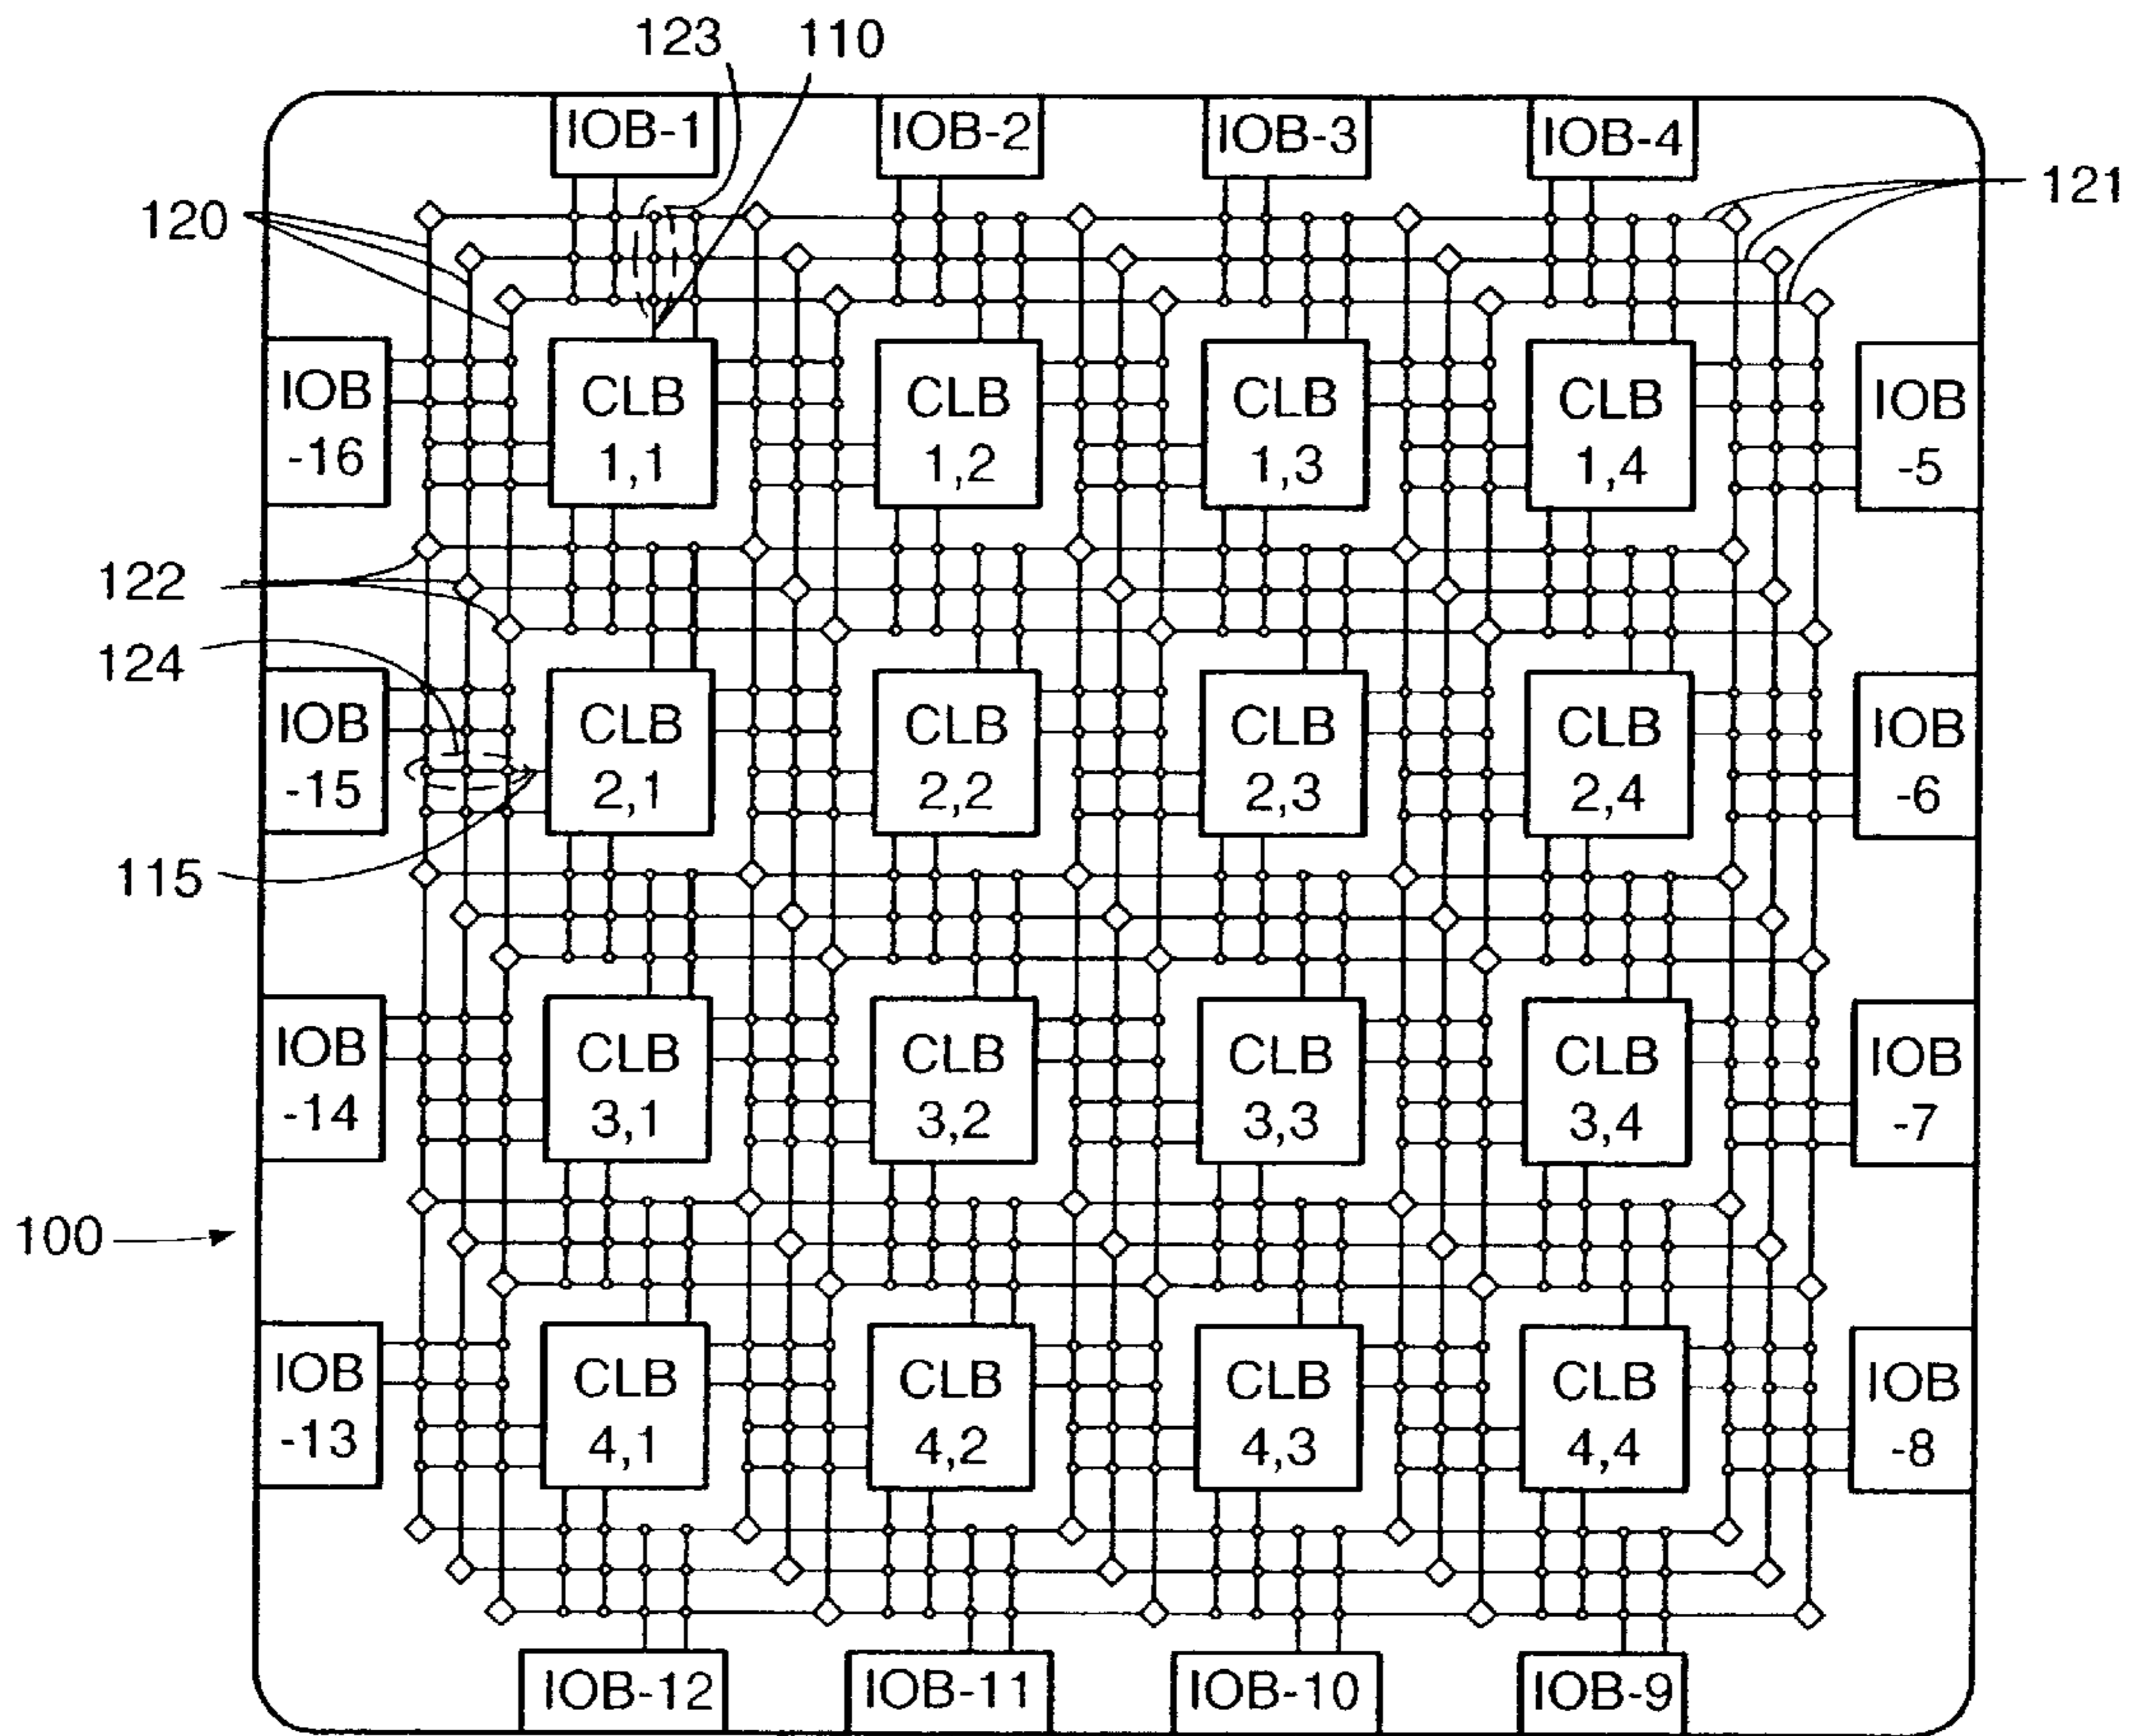 123 110
IOB-1 IOB-2 IOB-3 IOB-4
120
121
IOB
-16
CLB
1,1
CLB
1,2
CLB
1,3
CLB
1,4
IOB
-5
122
124
IOB
-15
CLB
2,1
CLB
2,2
CLB
2,3
CLB
2,4
IOB
-6
115
IOB
-14
CLB
3,1
CLB
3,2
CLB
3,3
CLB
3,4
IOB
-7
100
IOB
-13
CLB
4,1
CLB
4,2
CLB
4,3
CLB
4,4
IOB
-8
IOB-12 IOB-11 IOB-10 IOB-9